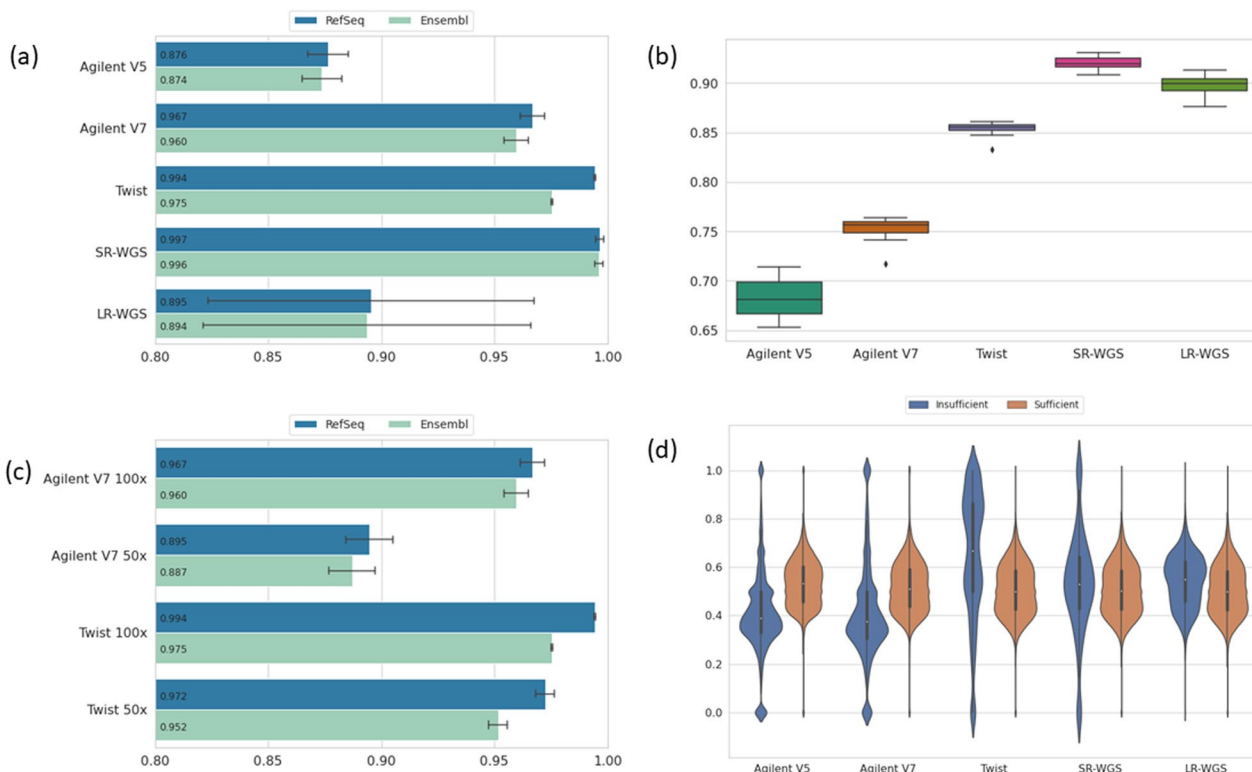 RefSeq Ensembl
(a)
Agilent V5
0.876
0.874
Agilent V7
0.967
0.960
Twist
0.994
0.975
SR-WGS
0.997
0.996
LR-WGS
0.895
0.894
0.80 0.85 0.90 0.95 1.00
(b)
0.90
0.85
0.80
0.75
0.70
0.65
Agilent V5 Agilent V7 Twist SR-WGS LR-WGS
RefSeq Ensembl
(c)
Agilent V7 100x
0.967
0.960
Agilent V7 50x
0.895
0.887
Twist 100x
0.994
0.975
Twist 50x
0.972
0.952
0.80 0.85 0.90 0.95 1.00
Insufficient Sufficient
(d)
1.0
0.8
0.6
0.4
0.2
0.0
Agilent V5 Agilent V7 Twist SR-WGS LR-WGS